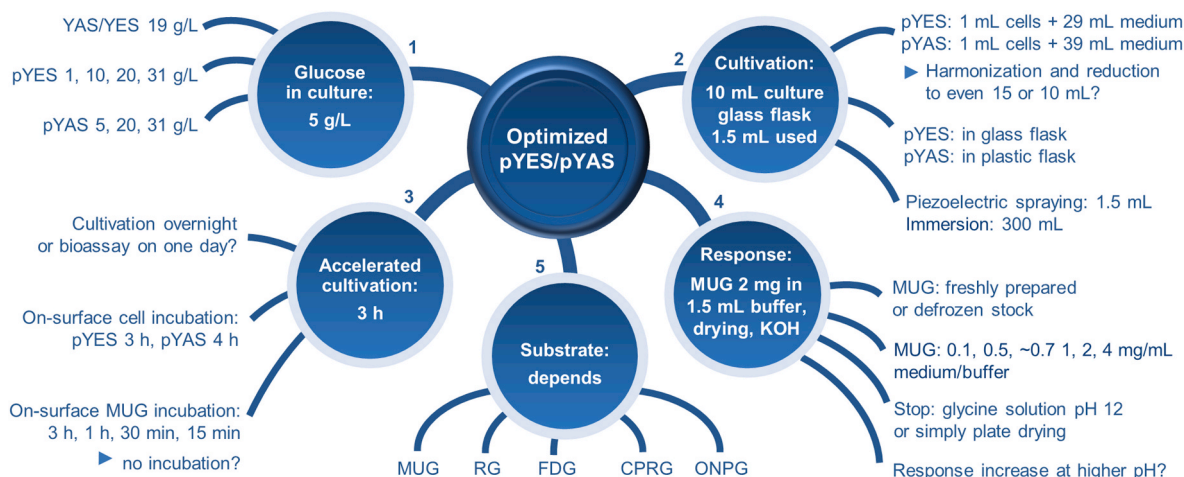 Optimized
pYES/pYAS
1
Glucose
in culture:
5 g/L
YAS/YES 19 g/L
pYES 1, 10, 20, 31 g/L
pYAS 5, 20, 31 g/L
2
Cultivation:
10 mL culture
glass flask
1.5 mL used
pYES: 1 mL cells + 29 mL medium
pYAS: 1 mL cells + 39 mL medium
▶ Harmonization and reduction
to even 15 or 10 mL?
pYES: in glass flask
pYAS: in plastic flask
Piezoelectric spraying: 1.5 mL
Immersion: 300 mL
3
Accelerated
cultivation:
3 h
Cultivation overnight
or bioassay on one day?
On-surface cell incubation:
pYES 3 h, pYAS 4 h
On-surface MUG incubation:
3 h, 1 h, 30 min, 15 min
▶ no incubation?
4
Response:
MUG 2 mg in
1.5 mL buffer,
drying, KOH
MUG: freshly prepared
or defrozen stock
MUG: 0.1, 0.5, ~0.7 1, 2, 4 mg/mL
medium/buffer
Stop: glycine solution pH 12
or simply plate drying
Response increase at higher pH?
5
Substrate:
depends
MUG RG FDG CPRG ONPG